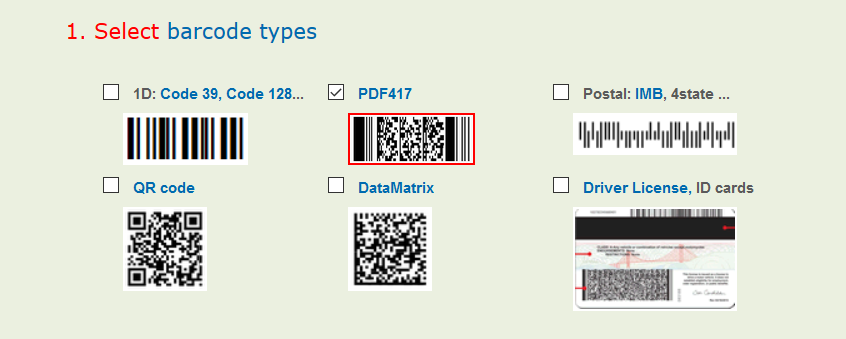 1. Select barcode types
1D: Code 39, Code 128...
PDF417
Postal: IMB, 4state ...
QR code
DataMatrix
Driver License, ID cards